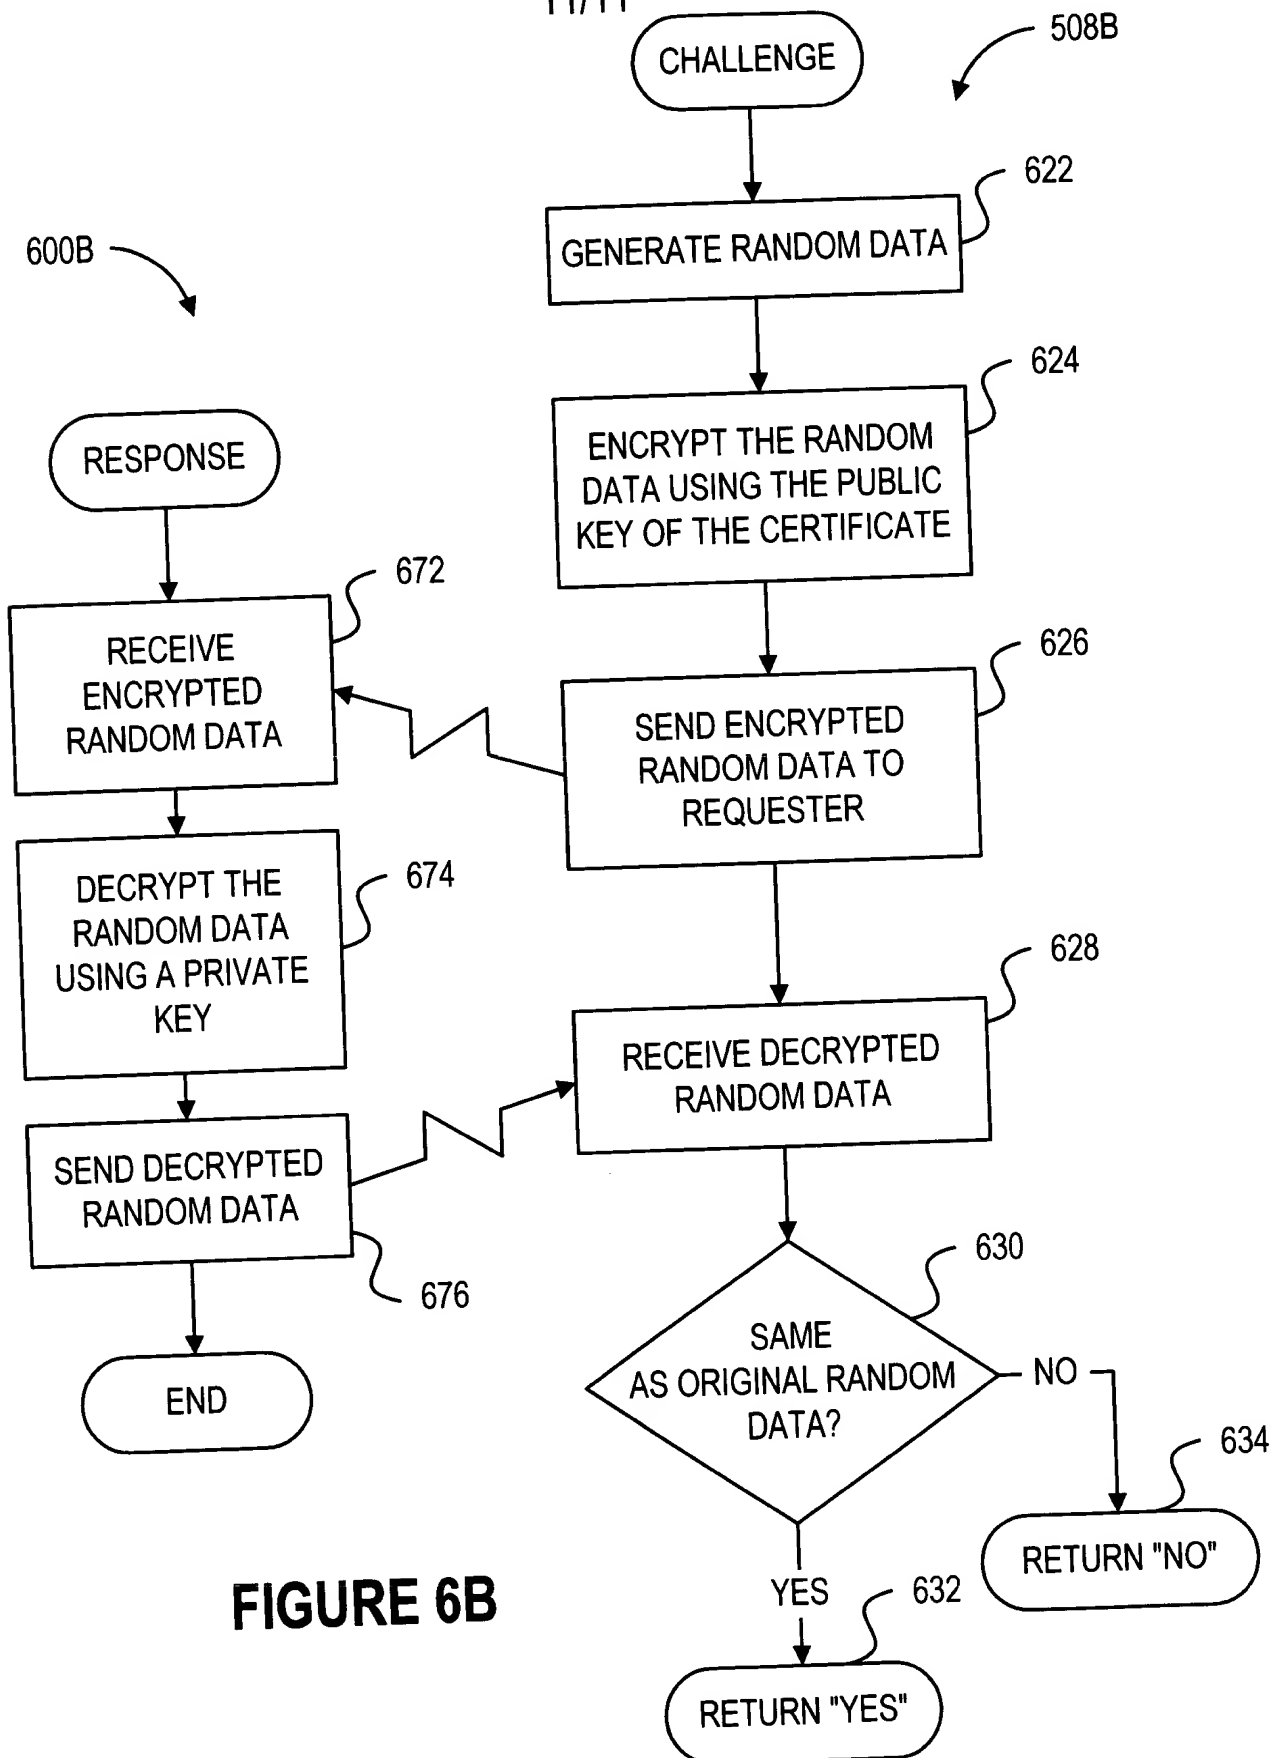 11/11
CHALLENGE
508B
622
GENERATE RANDOM DATA
600B
624
ENCRYPT THE RANDOM
DATA USING THE PUBLIC
KEY OF THE CERTIFICATE
RESPONSE
672
RECEIVE
ENCRYPTED
RANDOM DATA
626
SEND ENCRYPTED
RANDOM DATA TO
REQUESTER
DECRYPT THE
RANDOM DATA
USING A PRIVATE
KEY
674
628
RECEIVE DECRYPTED
RANDOM DATA
SEND DECRYPTED
RANDOM DATA
676
END
630
SAME
AS ORIGINAL RANDOM
DATA?
NO
634
RETURN "NO"
YES
632
RETURN "YES"
FIGURE 6B